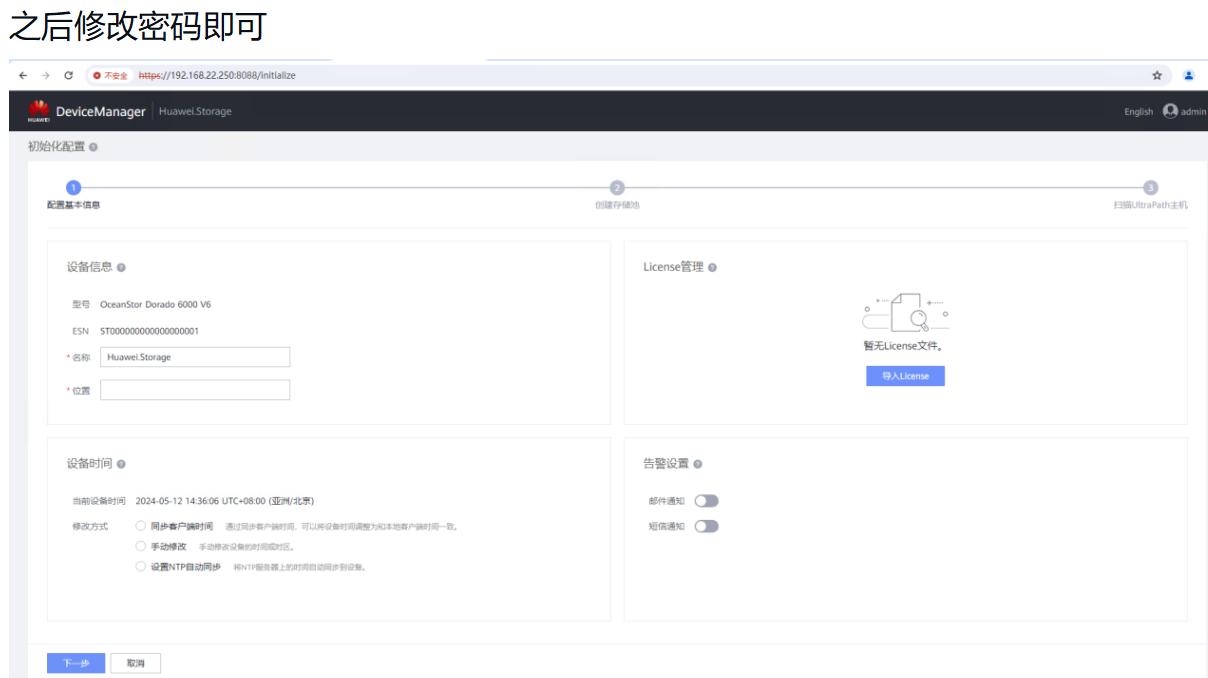 之后修改密码即可
不安全 https://192.168.22.250:8088/initialize
HUAWEI DeviceManager Huawei.Storage English admin
初始化配置
1 2 3
配置基本信息 创建存储池 扫描UltraPath主机
设备信息
型号 OceanStor Dorado 6000 V6
ESN ST000000000000000001
* 名称 Huawei.Storage
* 位置
License管理
暂无License文件。
导入License
设备时间
当前设备时间 2024-05-12 14:36:06 UTC+08:00 (亚洲/北京)
修改方式 同步客户端时间 通过同步客户端时间，可以将设备时间调整为和本地客户端时间一致。
手动修改 手动修改设备的时间或时区。
设置NTP自动同步 将NTP服务器上的时间自动同步到设备。
告警设置
邮件通知
短信通知
下一步 取消